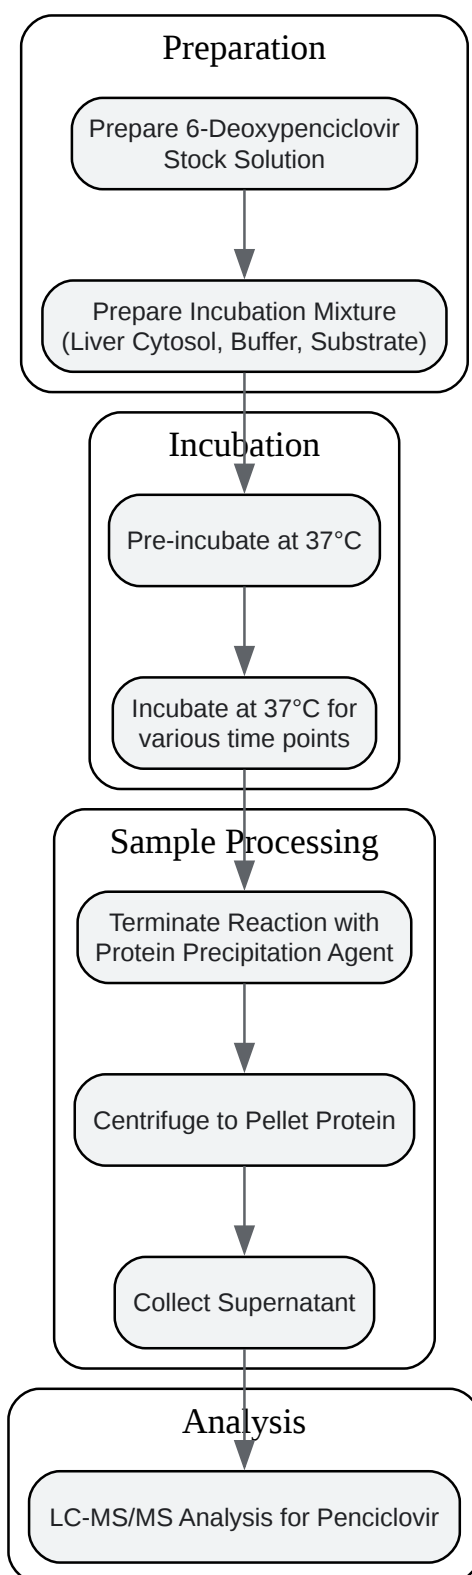 Preparation
Prepare 6-Deoxypenciclovir
Stock Solution
Prepare Incubation Mixture
(Liver Cytosol, Buffer, Substrate)
Incubation
Pre-incubate at 37°C
Incubate at 37°C for
various time points
Sample Processing
Terminate Reaction with
Protein Precipitation Agent
Centrifuge to Pellet Protein
Collect Supernatant
Analysis
LC-MS/MS Analysis for Penciclovir